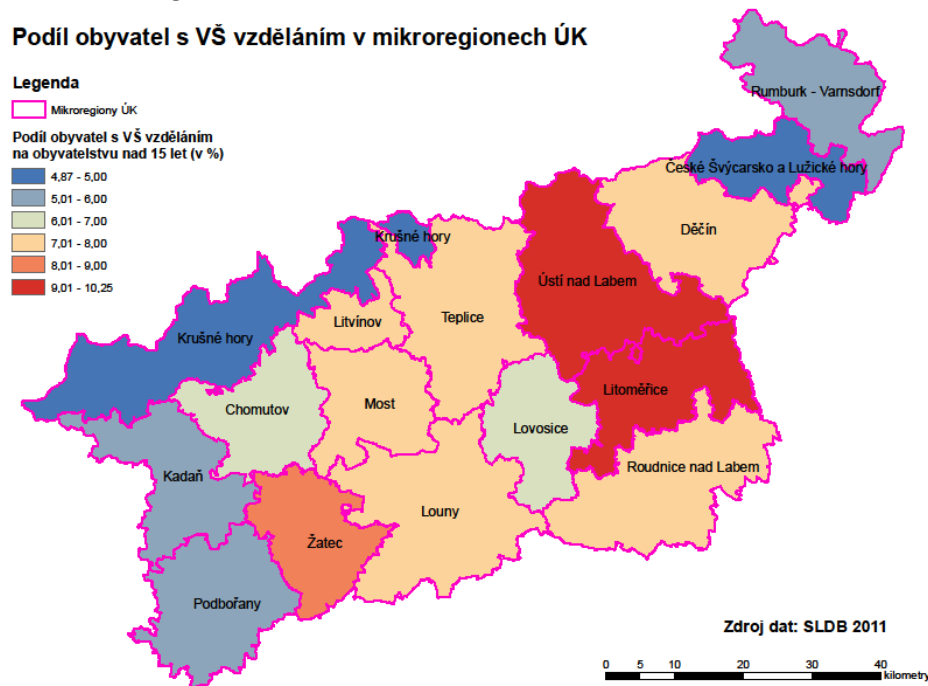 Podíl obyvatel s VŠ vzděláním v mikroregionech ÚK
Legenda
Mikroregiony ÚK
Podíl obyvatel s VŠ vzděláním
na obyvatelstvu nad 15 let (v %)
4,87 - 5,00
5,01 - 6,00
6,01 - 7,00
7,01 - 8,00
8,01 - 9,00
9,01 - 10,25
Rumburk - Varnsdorf
České Švýcarsko a Lužické hory
Děčín
Krušné hory
Ústí nad Labem
Teplice
Litvínov
Krušné hory
Litoměřice
Most
Chomutov
Lovosice
Roudnice nad Labem
Kadaň
Louny
Žatec
Podbořany
Zdroj dat: SLDB 2011
0 5 10 20 30 40
kilometry